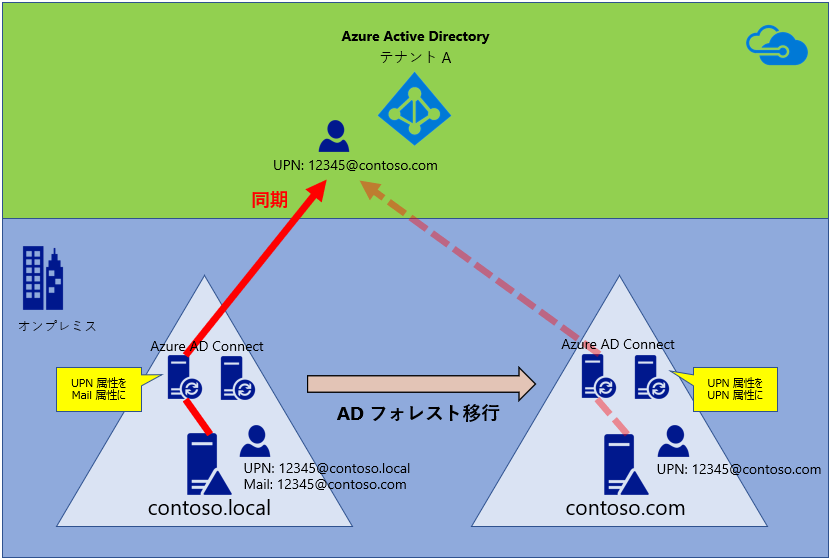 Azure Active Directory
テナント A
UPN: 12345@contoso.com
同期
オンプレミス
Azure AD Connect
UPN 属性を
Mail 属性に
UPN: 12345@contoso.local
Mail: 12345@contoso.com
contoso.local
AD フォレスト移行
Azure AD Connect
UPN 属性を
UPN 属性に
UPN: 12345@contoso.com
contoso.com